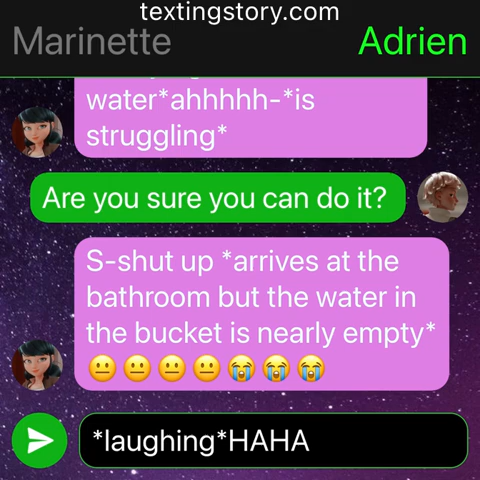 textingstory.com
Marinette
Adrien
water*ahhhhh-*is
struggling*
Are you sure you can do it?
S-shut up *arrives at the
bathroom but the water in
the bucket is nearly empty*
😐😐😐😐😭😭😭
*laughing*HAHA